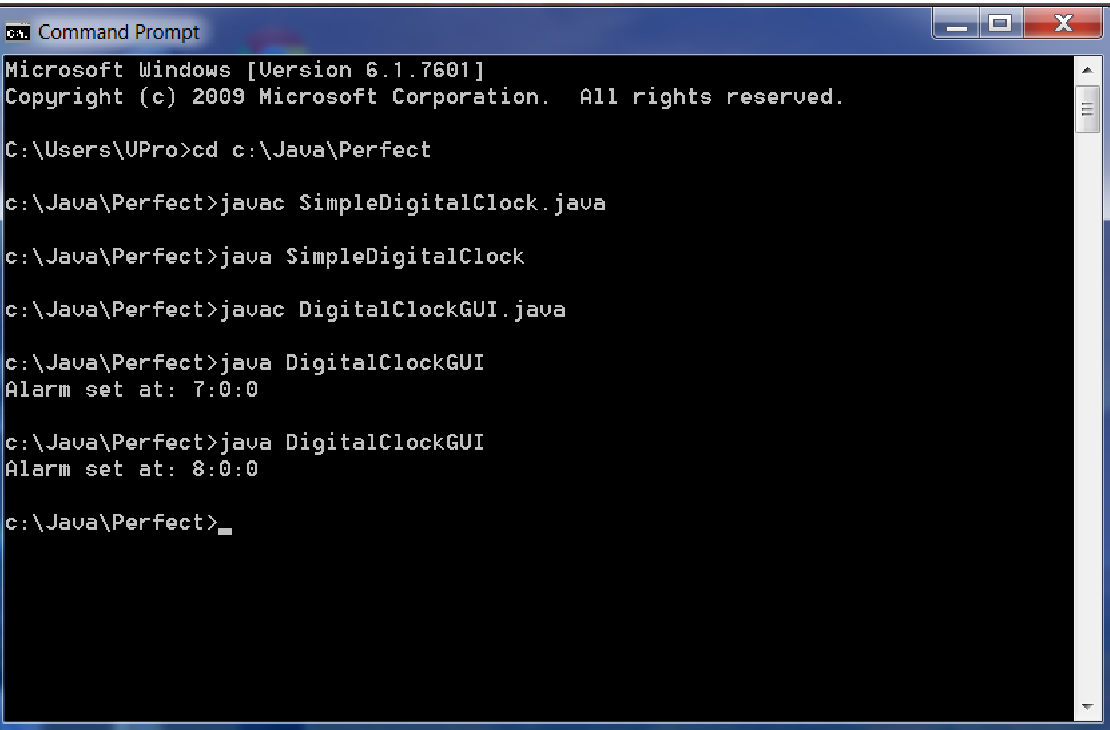 Command Prompt
Microsoft Windows [Version 6.1.7601]
Copyright (c) 2009 Microsoft Corporation.  All rights reserved.
C:\Users\VPro>cd c:\Java\Perfect
c:\Java\Perfect>javac SimpleDigitalClock.java
c:\Java\Perfect>java SimpleDigitalClock
c:\Java\Perfect>javac DigitalClockGUI.java
c:\Java\Perfect>java DigitalClockGUI
Alarm set at: 7:0:0
c:\Java\Perfect>java DigitalClockGUI
Alarm set at: 8:0:0
c:\Java\Perfect>_